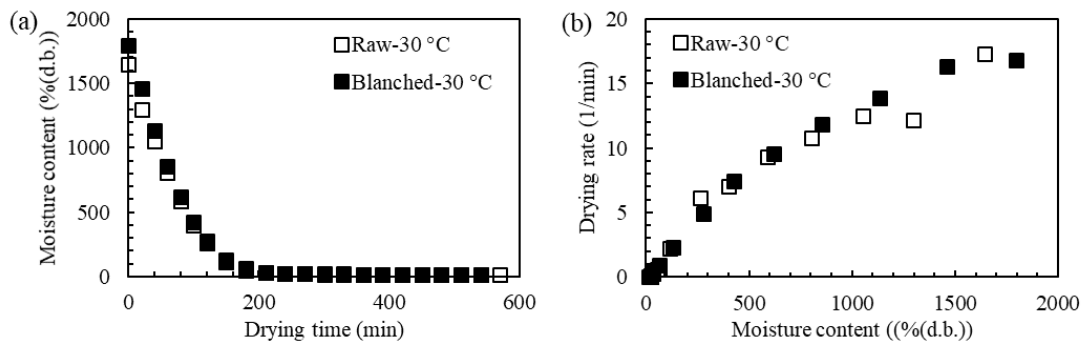 (a)
Moisture content (%(d.b.))
2000
1500
1000
500
0
Raw-30 °C
Blanched-30 °C
0
200
400
600
Drying time (min)
(b)
Drying rate (1/min)
20
15
10
5
0
Raw-30 °C
Blanched-30 °C
0
500
1000
1500
2000
Moisture content ((%(d.b.))